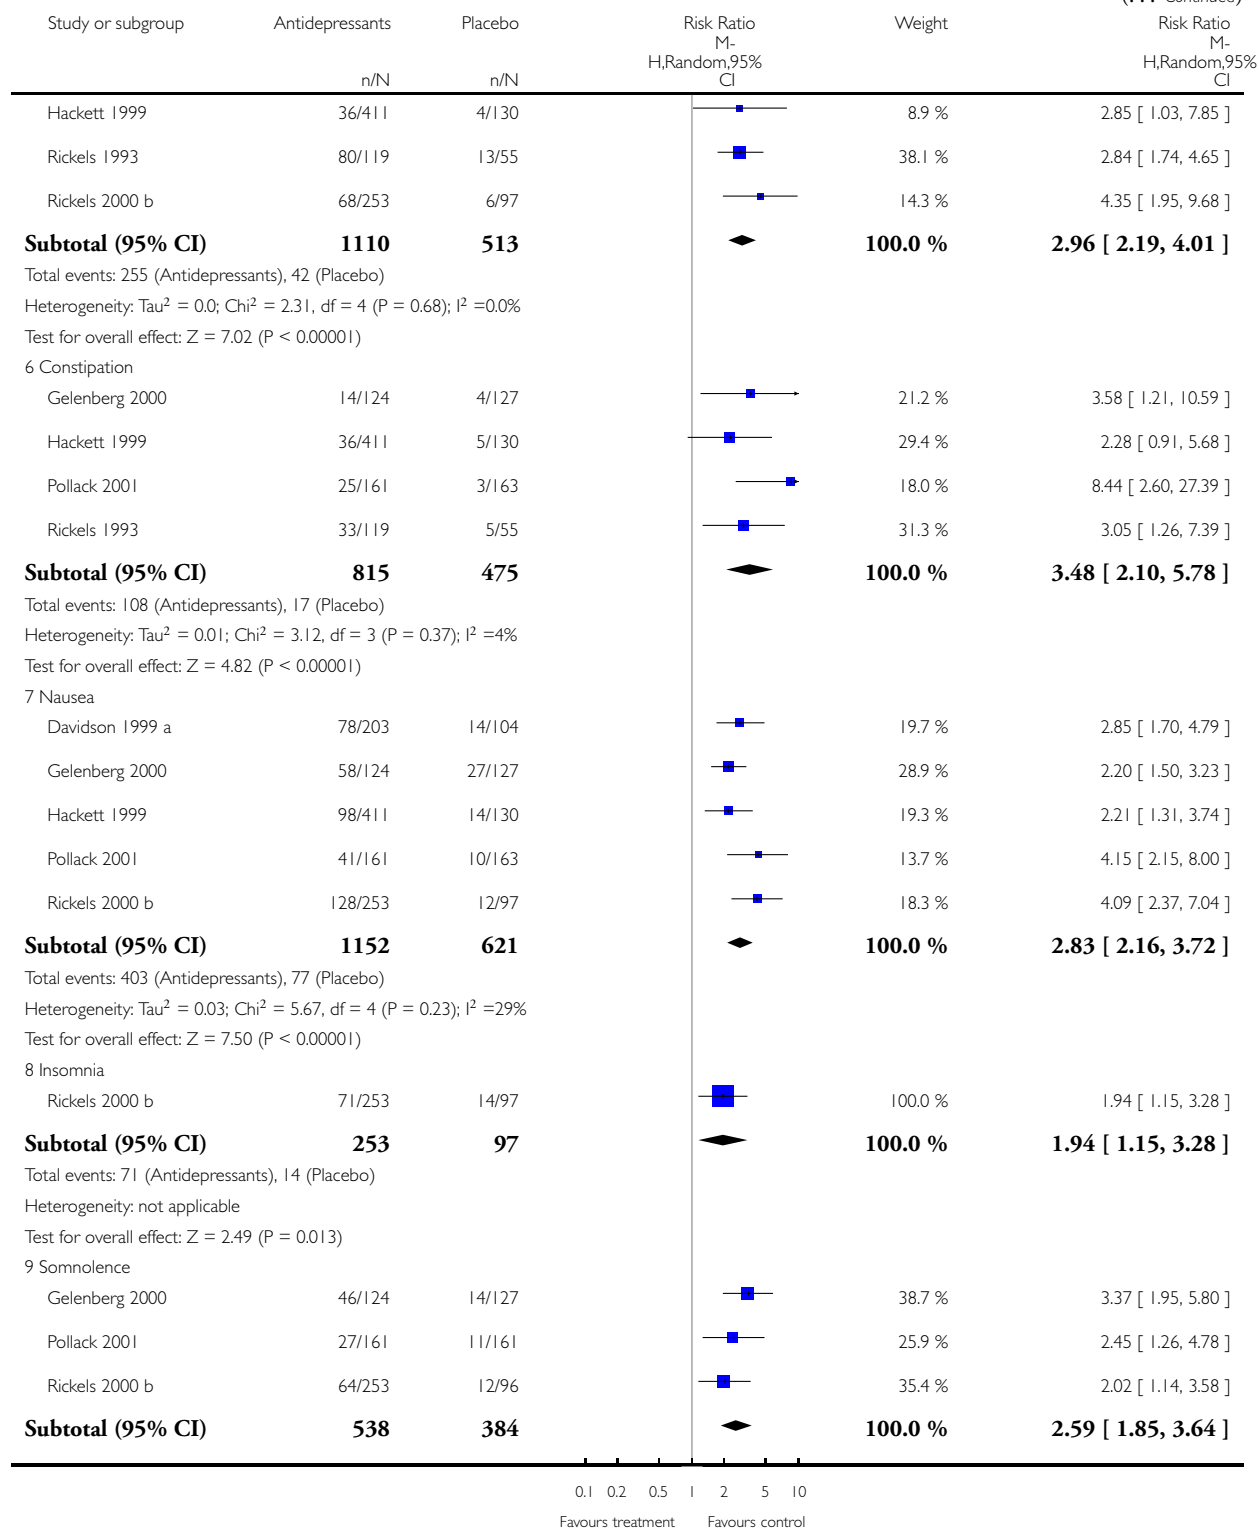 (... Continued)
Study or subgroup Antidepressants Placebo Risk Ratio Weight Risk Ratio
M- M-
H,Random,95% H,Random,95%
n/N n/N CI CI
Hackett 1999 36/411 4/130 8.9 % 2.85 [ 1.03, 7.85 ]
Rickels 1993 80/119 13/55 38.1 % 2.84 [ 1.74, 4.65 ]
Rickels 2000 b 68/253 6/97 14.3 % 4.35 [ 1.95, 9.68 ]
Subtotal (95% CI) 1110 513 100.0 % 2.96 [ 2.19, 4.01 ]
Total events: 255 (Antidepressants), 42 (Placebo)
Heterogeneity: Tau² = 0.0; Chi² = 2.31, df = 4 (P = 0.68); I² =0.0%
Test for overall effect: Z = 7.02 (P < 0.00001)
6 Constipation
Gelenberg 2000 14/124 4/127 21.2 % 3.58 [ 1.21, 10.59 ]
Hackett 1999 36/411 5/130 29.4 % 2.28 [ 0.91, 5.68 ]
Pollack 2001 25/161 3/163 18.0 % 8.44 [ 2.60, 27.39 ]
Rickels 1993 33/119 5/55 31.3 % 3.05 [ 1.26, 7.39 ]
Subtotal (95% CI) 815 475 100.0 % 3.48 [ 2.10, 5.78 ]
Total events: 108 (Antidepressants), 17 (Placebo)
Heterogeneity: Tau² = 0.01; Chi² = 3.12, df = 3 (P = 0.37); I² =4%
Test for overall effect: Z = 4.82 (P < 0.00001)
7 Nausea
Davidson 1999 a 78/203 14/104 19.7 % 2.85 [ 1.70, 4.79 ]
Gelenberg 2000 58/124 27/127 28.9 % 2.20 [ 1.50, 3.23 ]
Hackett 1999 98/411 14/130 19.3 % 2.21 [ 1.31, 3.74 ]
Pollack 2001 41/161 10/163 13.7 % 4.15 [ 2.15, 8.00 ]
Rickels 2000 b 128/253 12/97 18.3 % 4.09 [ 2.37, 7.04 ]
Subtotal (95% CI) 1152 621 100.0 % 2.83 [ 2.16, 3.72 ]
Total events: 403 (Antidepressants), 77 (Placebo)
Heterogeneity: Tau² = 0.03; Chi² = 5.67, df = 4 (P = 0.23); I² =29%
Test for overall effect: Z = 7.50 (P < 0.00001)
8 Insomnia
Rickels 2000 b 71/253 14/97 100.0 % 1.94 [ 1.15, 3.28 ]
Subtotal (95% CI) 253 97 100.0 % 1.94 [ 1.15, 3.28 ]
Total events: 71 (Antidepressants), 14 (Placebo)
Heterogeneity: not applicable
Test for overall effect: Z = 2.49 (P = 0.013)
9 Somnolence
Gelenberg 2000 46/124 14/127 38.7 % 3.37 [ 1.95, 5.80 ]
Pollack 2001 27/161 11/161 25.9 % 2.45 [ 1.26, 4.78 ]
Rickels 2000 b 64/253 12/96 35.4 % 2.02 [ 1.14, 3.58 ]
Subtotal (95% CI) 538 384 100.0 % 2.59 [ 1.85, 3.64 ]
0.1 0.2 0.5 1 2 5 10
Favours treatment Favours control